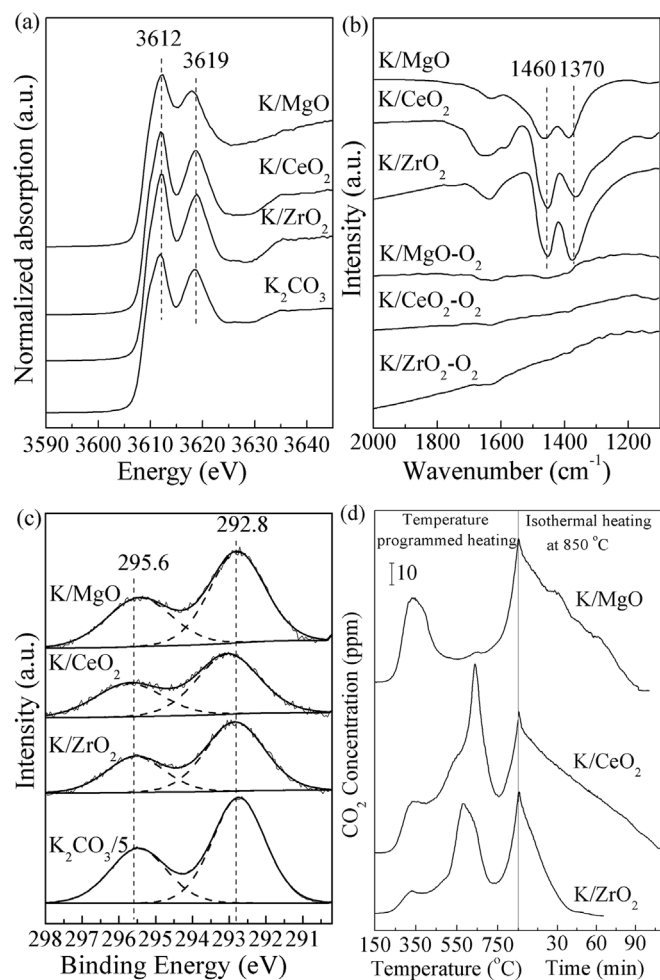 (a)
3612
3619
K/MgO
K/CeO₂
K/ZrO₂
K₂CO₃
Normalized absorption (a.u.)
3590 3600 3610 3620 3630 3640
Energy (eV)
(b)
K/MgO
1460 1370
K/CeO₂
K/ZrO₂
K/MgO-O₂
K/CeO₂-O₂
K/ZrO₂-O₂
Intensity (a.u.)
2000 1800 1600 1400 1200
Wavenumber (cm⁻¹)
(c)
292.8
295.6
K/MgO
K/CeO₂
K/ZrO₂
K₂CO₃/5
Intensity (a.u.)
298 297 296 295 294 293 292 291
Binding Energy (eV)
(d)
Temperature
programmed heating
Isothermal heating
at 850 °C
10
K/MgO
K/CeO₂
K/ZrO₂
CO₂ Concentration (ppm)
150 350 550 750 30 60 90
Temperature (°C) Time (min)